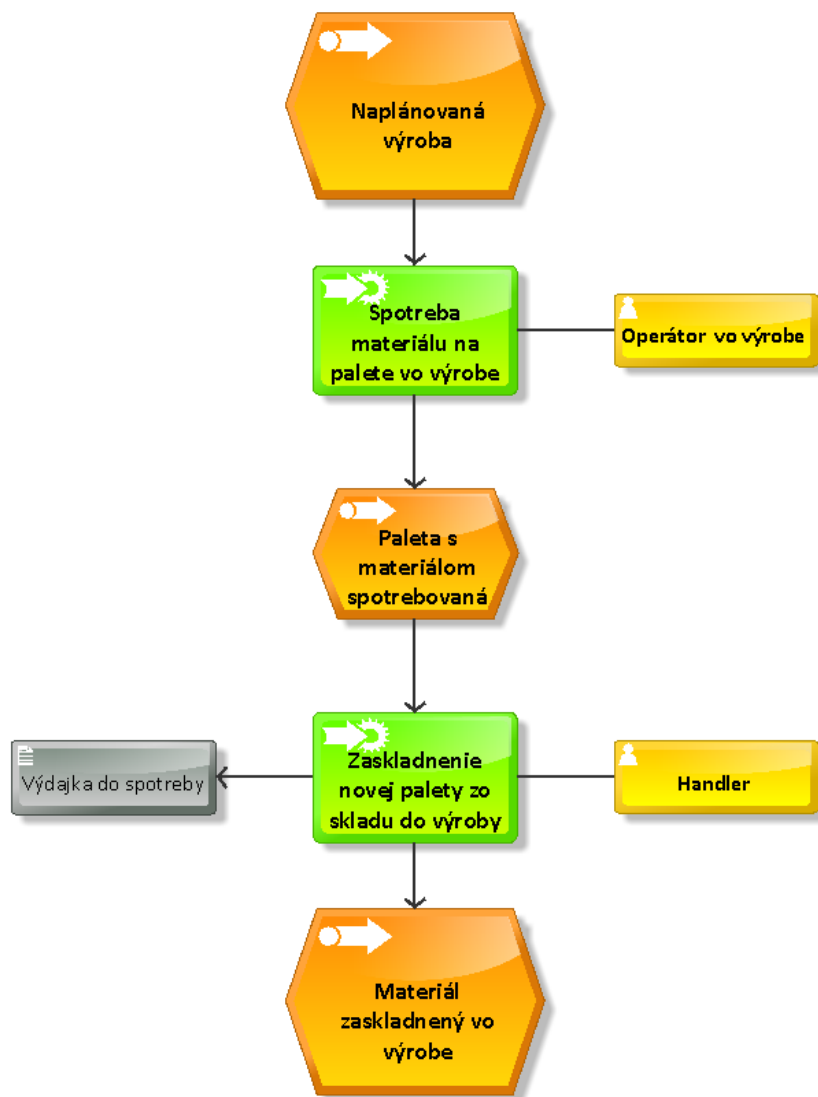 Naplánovaná
výroba
Spotreba
materiálu na
palete vo výrobe
Operátor vo výrobe
Paleta s
materiálom
spotrebovaná
Výdajka do spotreby
Zaskladnenie
novej palety zo
skladu do výroby
Handler
Materiál
zaskladnený vo
výrobe